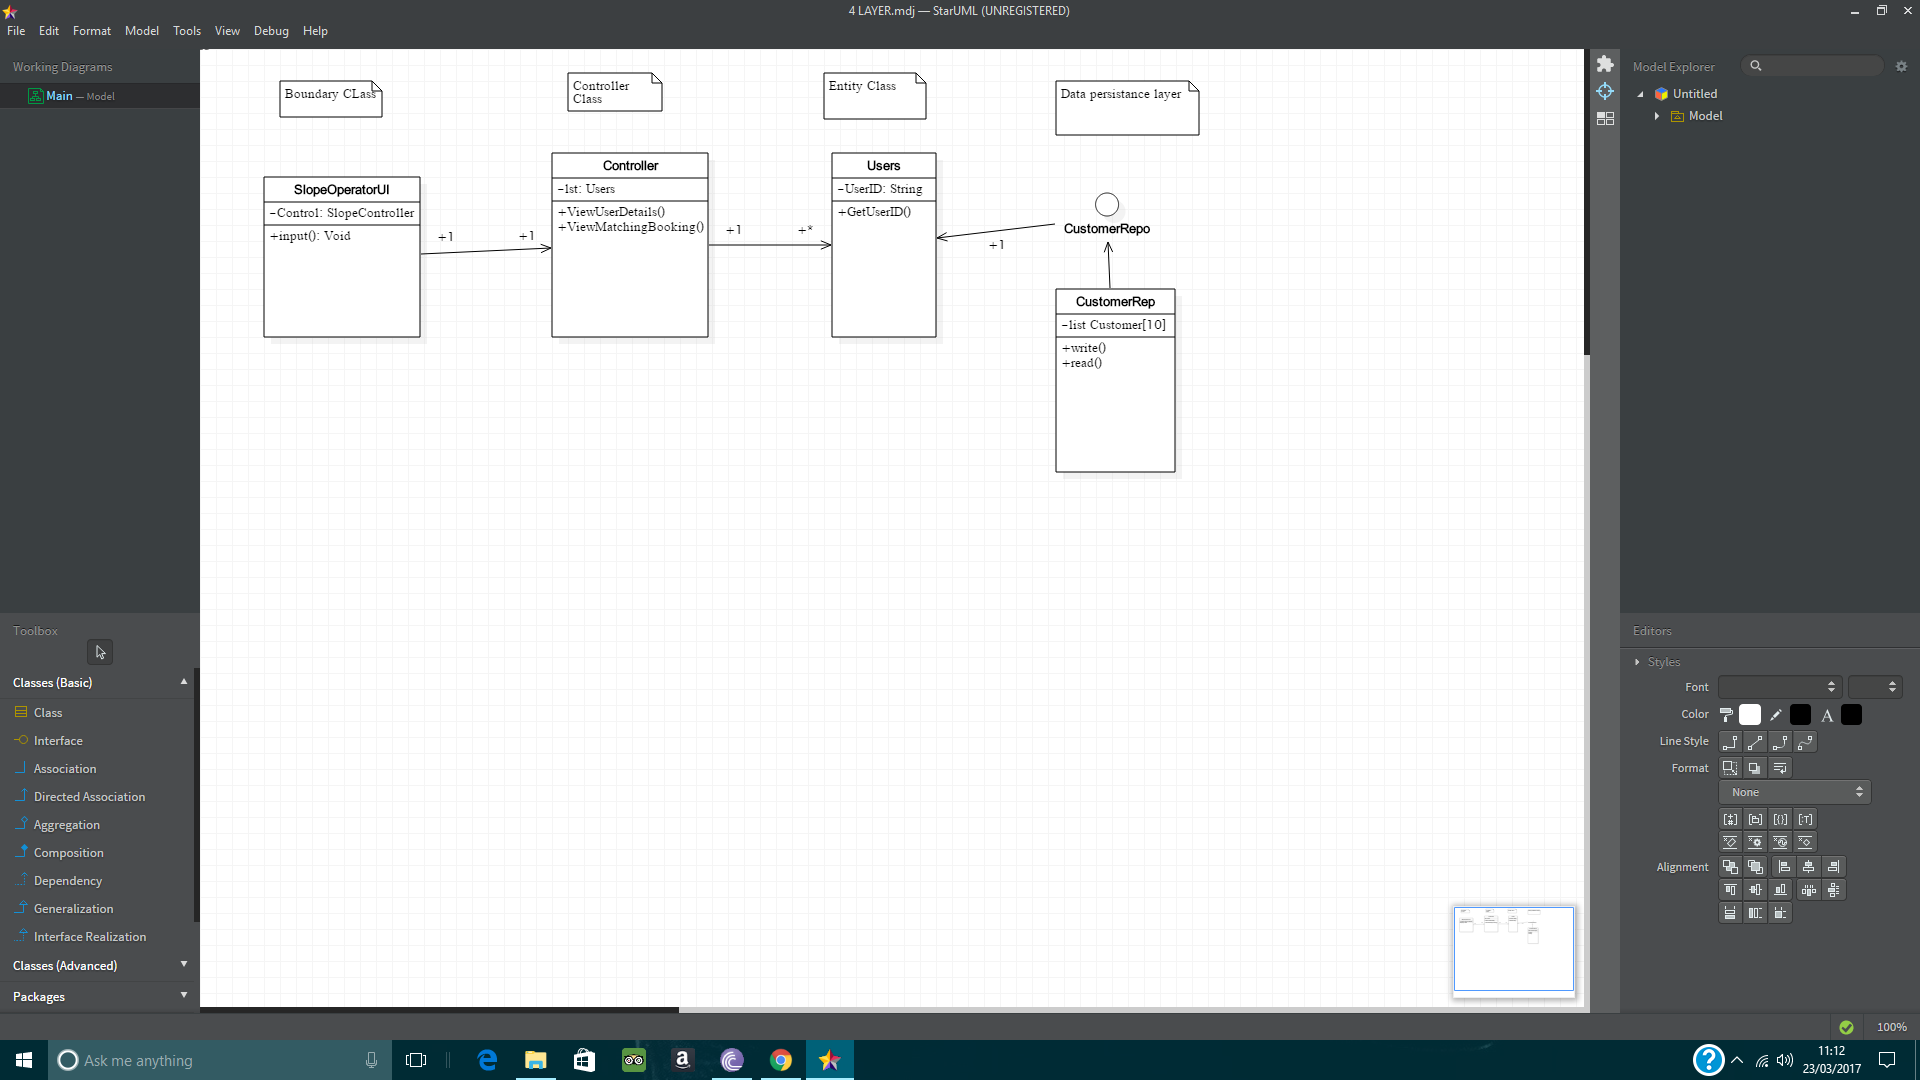 4 LAYER.mdj — StarUML (UNREGISTERED)
File Edit Format Model Tools View Debug Help
Working Diagrams
Main — Model
Boundary CLass
Controller
Class
Entity Class
Data persistance layer
SlopeOperatorUI
-Control: SlopeController
+input(): Void
+1
+1
Controller
-lst: Users
+ViewUserDetails()
+ViewMatchingBooking()
+1
+*
Users
-UserID: String
+GetUserID()
+1
CustomerRepo
CustomerRep
-list Customer[10]
+write()
+read()
Model Explorer
Untitled
Model
Toolbox
Classes (Basic)
Class
Interface
Association
Directed Association
Aggregation
Composition
Dependency
Generalization
Interface Realization
Classes (Advanced)
Packages
Editors
Styles
Font
Color
Line Style
Format
None
Alignment
100%
Ask me anything
11:12
23/03/2017